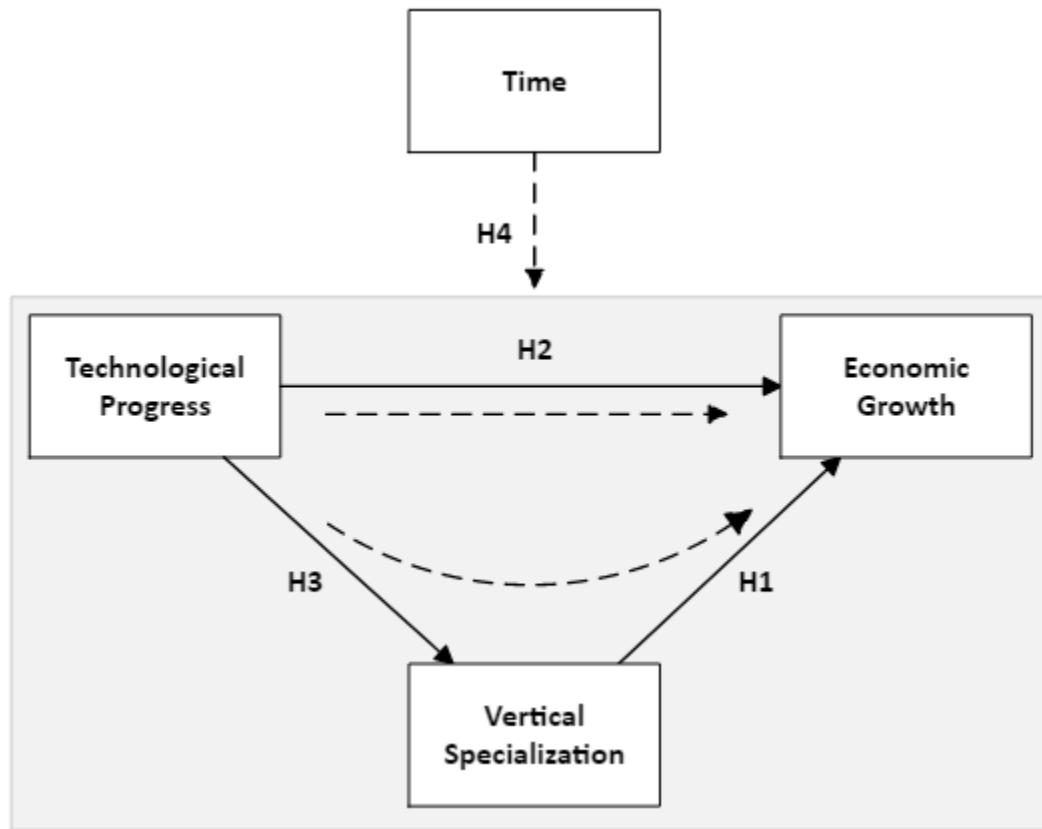 Time
H4
Technological
Progress
H2
Economic
Growth
H3
H1
Vertical
Specialization